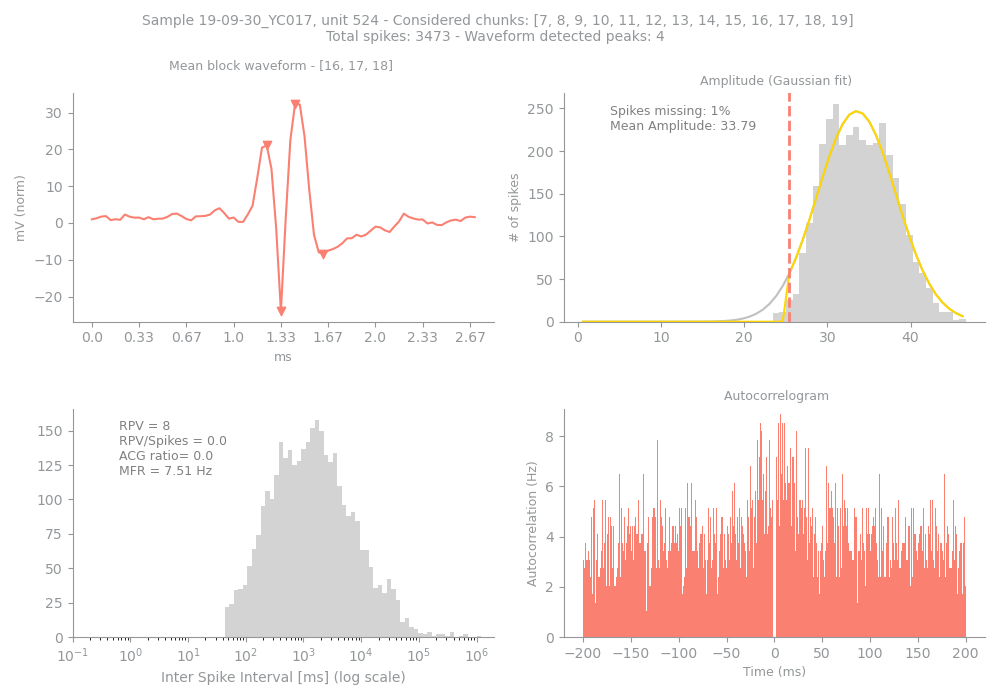 Sample 19-09-30_YC017, unit 524 - Considered chunks: [7, 8, 9, 10, 11, 12, 13, 14, 15, 16, 17, 18, 19]
Total spikes: 3473 - Waveform detected peaks: 4
Mean block waveform - [16, 17, 18]
30
20
10
0
−10
−20
mV (norm)
0.0 0.33 0.67 1.0 1.33 1.67 2.0 2.33 2.67
ms
Amplitude (Gaussian fit)
Spikes missing: 1%
Mean Amplitude: 33.79
250
200
150
100
50
0
# of spikes
0 10 20 30 40
RPV = 8
RPV/Spikes = 0.0
ACG ratio= 0.0
MFR = 7.51 Hz
150
125
100
75
50
25
0
10⁻¹ 10⁰ 10¹ 10² 10³ 10⁴ 10⁵ 10⁶
Inter Spike Interval [ms] (log scale)
Autocorrelogram
8
6
4
2
0
Autocorrelation (Hz)
−200 −150 −100 −50 0 50 100 150 200
Time (ms)